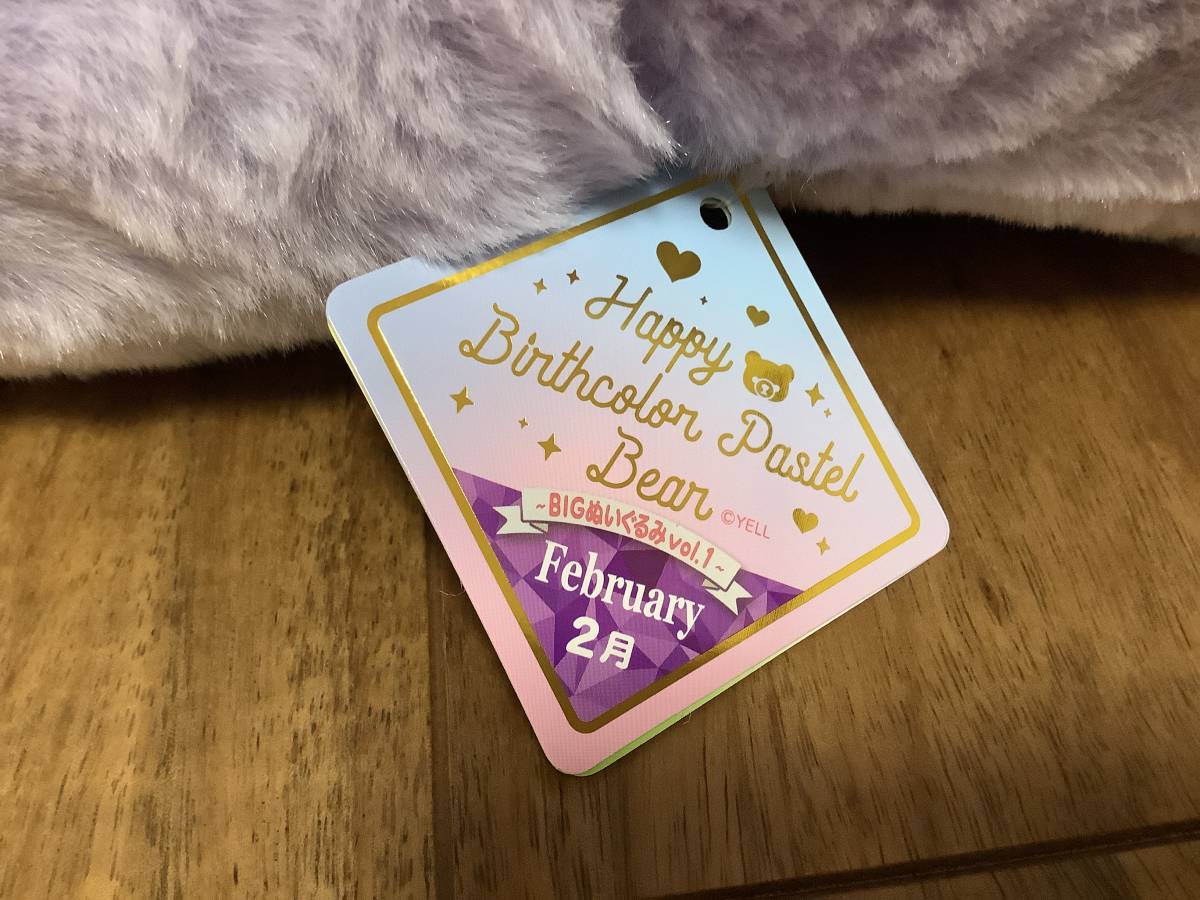 Happy
Birthcolor Pastel
Bear
©YELL
~BIGぬいぐるみvol.1~
February
2月